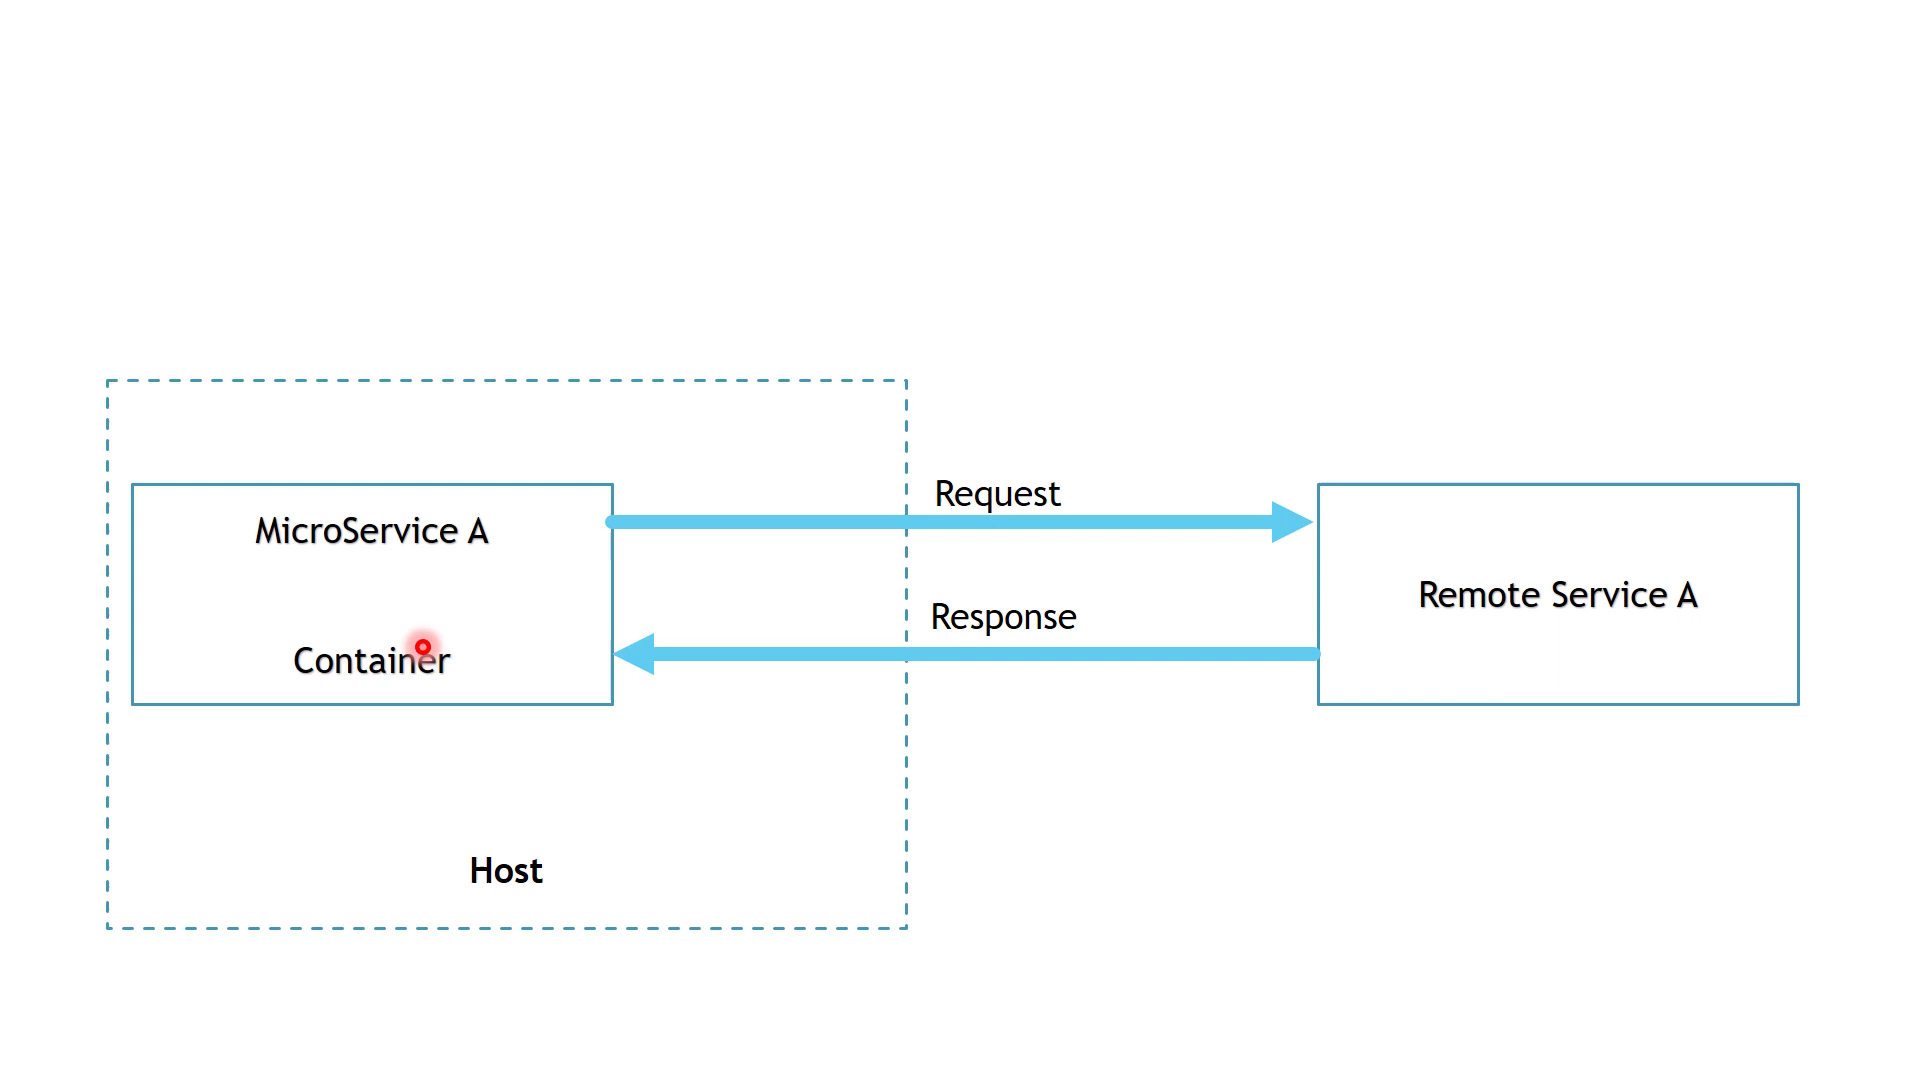 Request
MicroService A
Remote Service A
Response
Container
Host